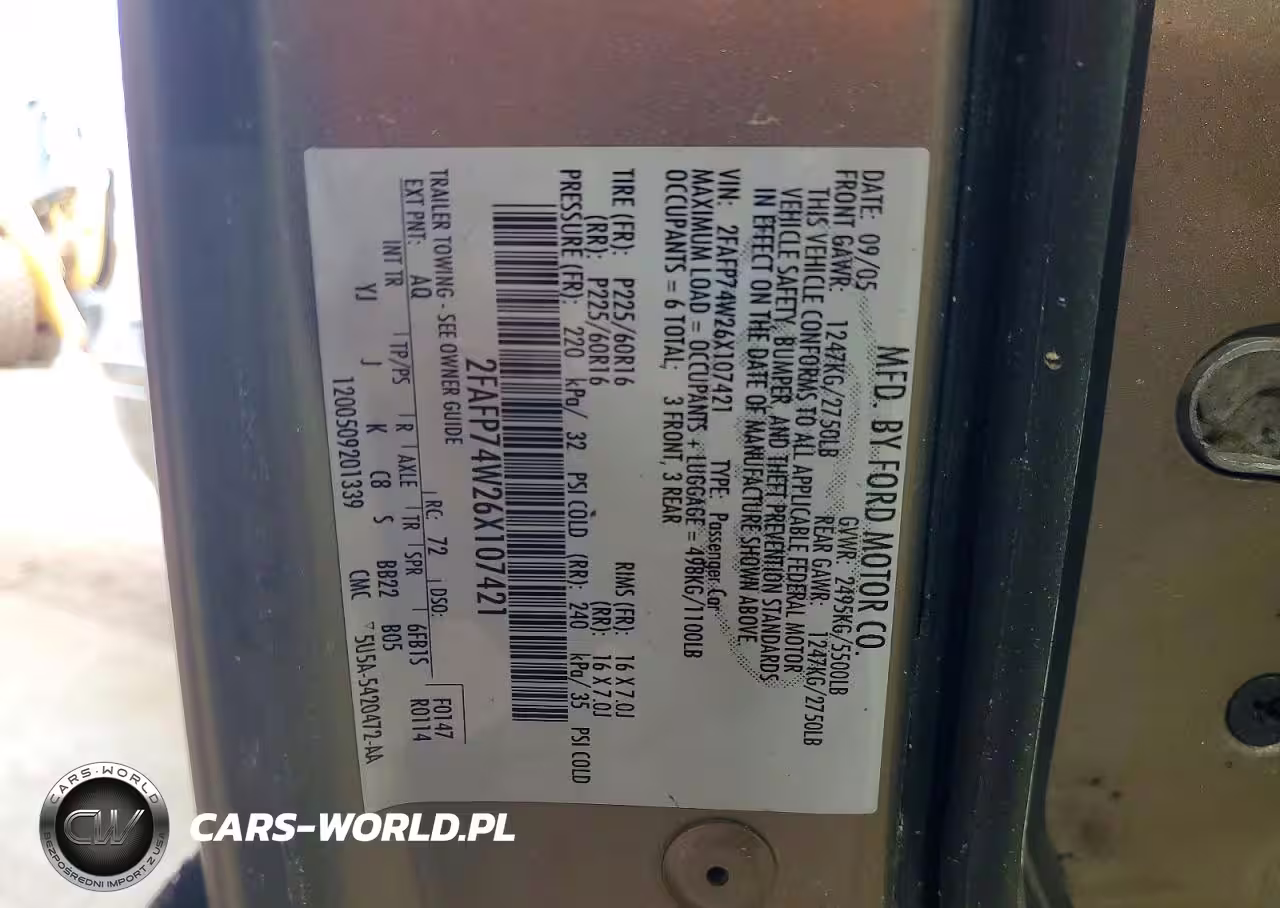 MFD. BY FORD MOTOR CO.
DATE: 09/05 GVWR: 2495KG/5500LB
FRONT GAWR: 1247KG/2750LB REAR GAWR: 1247KG/2750LB
THIS VEHICLE CONFORMS TO ALL APPLICABLE FEDERAL MOTOR
VEHICLE SAFETY, BUMPER, AND THEFT PREVENTION STANDARDS
IN EFFECT ON THE DATE OF MANUFACTURE SHOWN ABOVE.
VIN: 2FAFP74W26X107421 TYPE: Passenger Car
MAXIMUM LOAD = OCCUPANTS + LUGGAGE = 498KG/1100LB
OCCUPANTS = 6 TOTAL; 3 FRONT, 3 REAR
TIRE (FR): P225/60R16 RIMS (FR): 16 X 7.0J
(RR): P225/60R16 (RR): 16 X 7.0J
PRESSURE (FR): 220 kPa/ 32 PSI COLD (RR): 240 kPa/ 35 PSI COLD
2FAFP74W26X107421
TRAILER TOWING - SEE OWNER GUIDE
F0147
EXT PNT: AQ RC: 72 DSO: R0114
INT TR TP/PS R AXLE TR SPR 6FB1S
YJ J K C8 S BB22 B05
1200509201339 CMC ▽5U5A-5420472-AA
CARS-WORLD
CW
BEZPOŚREDNI IMPORT Z USA
CARS-WORLD.PL